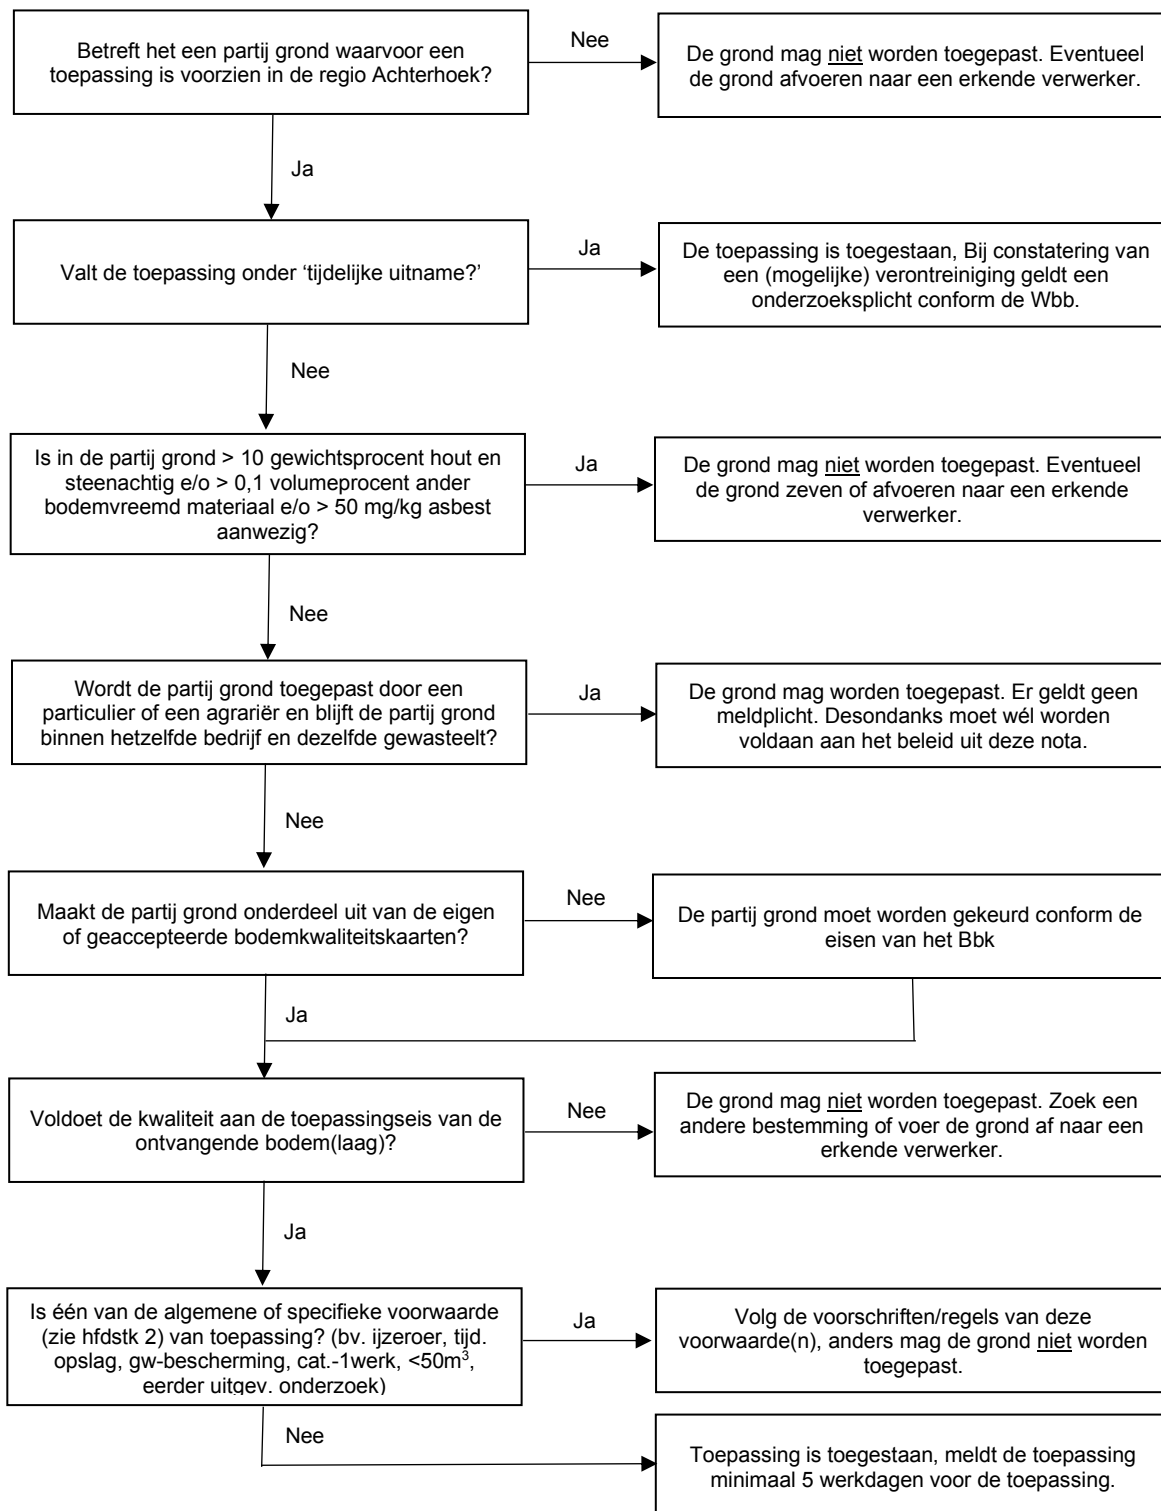 Betreft het een partij grond waarvoor een
toepassing is voorzien in de regio Achterhoek?
Nee
De grond mag niet worden toegepast. Eventueel
de grond afvoeren naar een erkende verwerker.
Ja
Valt de toepassing onder ‘tijdelijke uitname?’
Ja
De toepassing is toegestaan, Bij constatering van
een (mogelijke) verontreiniging geldt een
onderzoeksplicht conform de Wbb.
Nee
Is in de partij grond > 10 gewichtsprocent hout en
steenachtig e/o > 0,1 volumeprocent ander
bodemvreemd materiaal e/o > 50 mg/kg asbest
aanwezig?
Ja
De grond mag niet worden toegepast. Eventueel
de grond zeven of afvoeren naar een erkende
verwerker.
Nee
Wordt de partij grond toegepast door een
particulier of een agrariër en blijft de partij grond
binnen hetzelfde bedrijf en dezelfde gewasteelt?
Ja
De grond mag worden toegepast. Er geldt geen
meldplicht. Desondanks moet wél worden
voldaan aan het beleid uit deze nota.
Nee
Maakt de partij grond onderdeel uit van de eigen
of geaccepteerde bodemkwaliteitskaarten?
Nee
De partij grond moet worden gekeurd conform de
eisen van het Bbk
Ja
Voldoet de kwaliteit aan de toepassingseis van de
ontvangende bodem(laag)?
Nee
De grond mag niet worden toegepast. Zoek een
andere bestemming of voer de grond af naar een
erkende verwerker.
Ja
Is één van de algemene of specifieke voorwaarde
(zie hfdstk 2) van toepassing? (bv. ijzeroer, tijd.
opslag, gw-bescherming, cat.-1werk, <50m³,
eerder uitgev. onderzoek)
Ja
Volg de voorschriften/regels van deze
voorwaarde(n), anders mag de grond niet worden
toegepast.
Nee
Toepassing is toegestaan, meldt de toepassing
minimaal 5 werkdagen voor de toepassing.